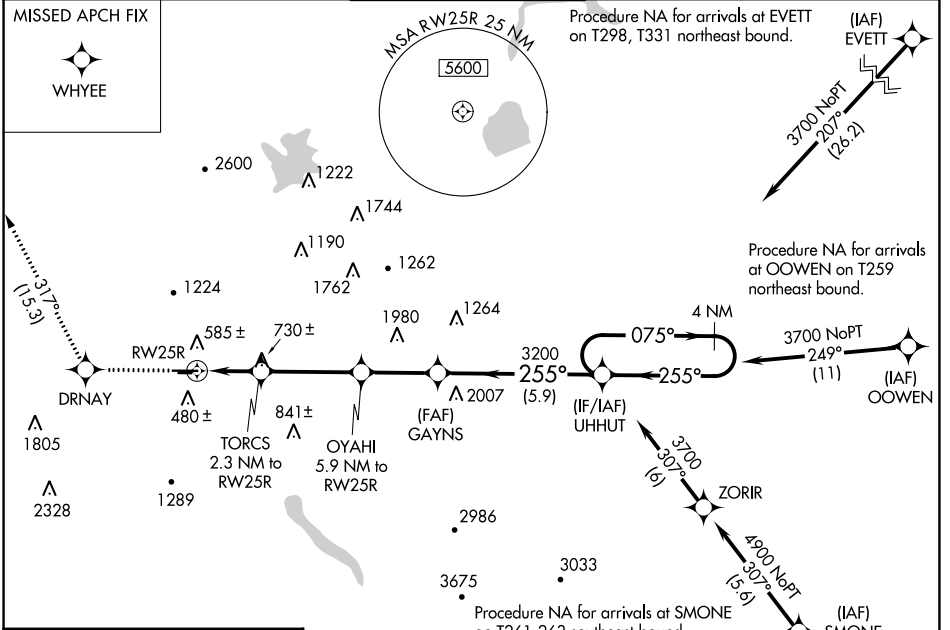 MISSED APCH FIX
WHYEE
MSA RW25R 25 NM
5600
Procedure NA for arrivals at EVETT
on T298, T331 northeast bound.
(IAF)
EVETT
3700 NoPT
207°
(26.2)
2600
1222
1744
1190
1762
1262
1224
1980
1264
585 ±
730 ±
317°
(15.3)
Procedure NA for arrivals
at OOWEN on T259
northeast bound.
4 NM
075°
255°
3700 NoPT
249°
(11)
(IAF)
OOWEN
RW25R
3200
255°
(5.9)
DRNAY
480 ±
841±
2007
(FAF)
GAYNS
(IF/IAF)
UHHUT
TORCS
2.3 NM to
RW25R
OYAHI
5.9 NM to
RW25R
1805
2328
1289
3700
307°
(6)
ZORIR
4900 NoPT
307°
(5.6)
2986
3033
3675
Procedure NA for arrivals at SMONE
(IAF)
SMONE